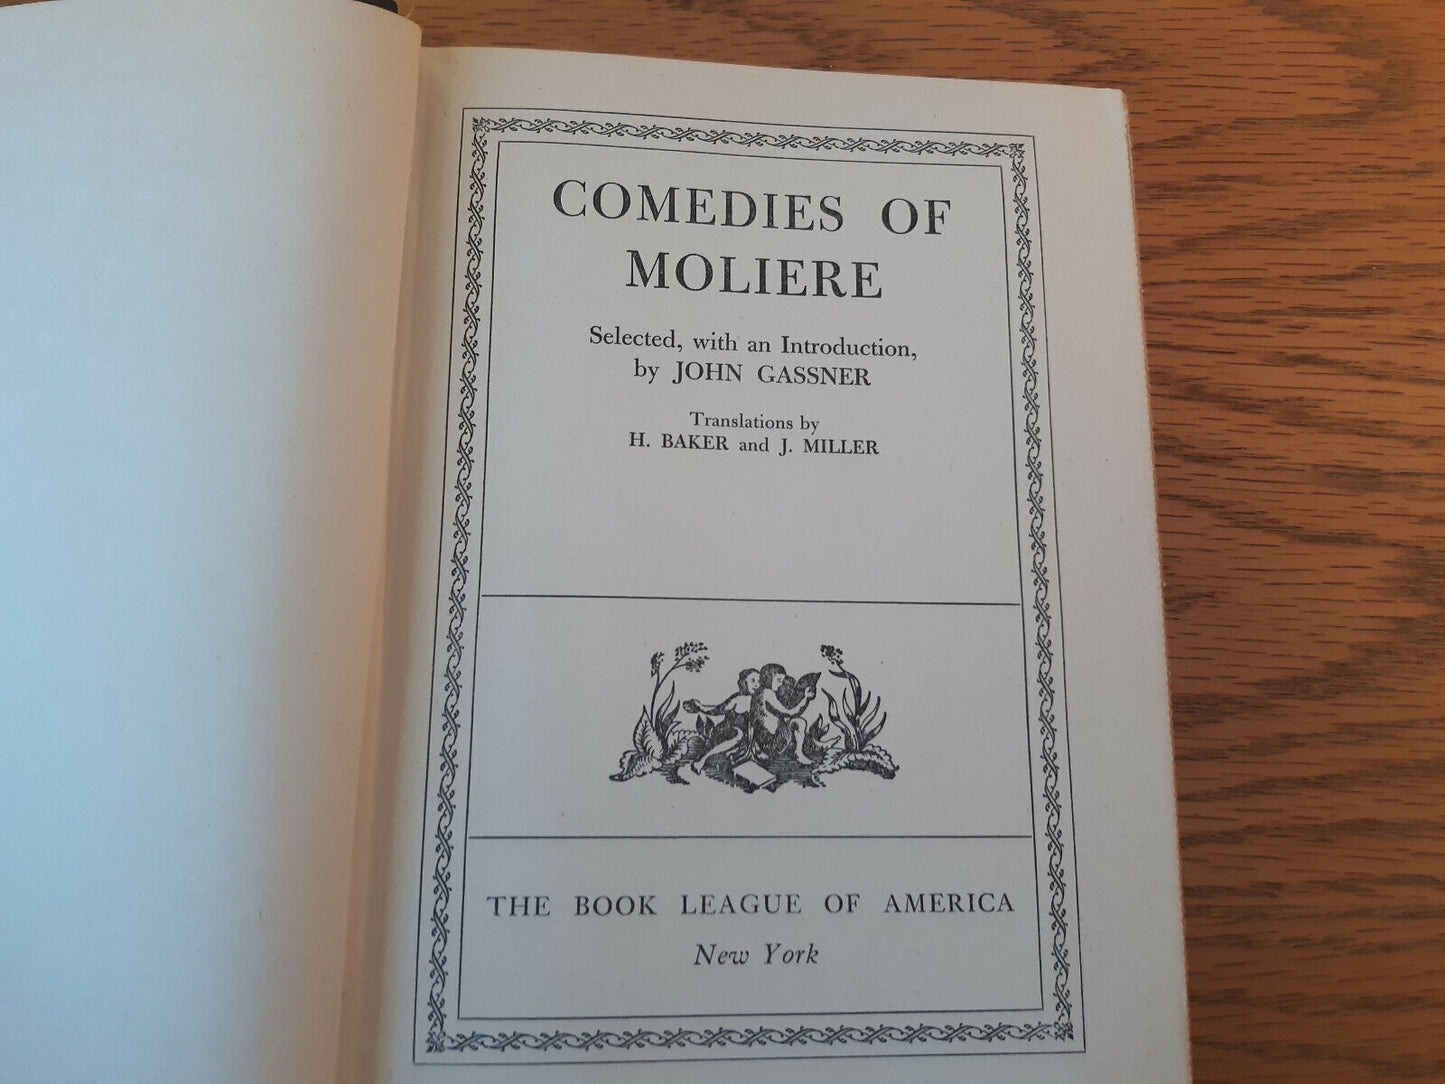 COMEDIES OF
MOLIERE
Selected, with an Introduction,
by JOHN GASSNER
Translations by
H. BAKER and J. MILLER
THE BOOK LEAGUE OF AMERICA
New York